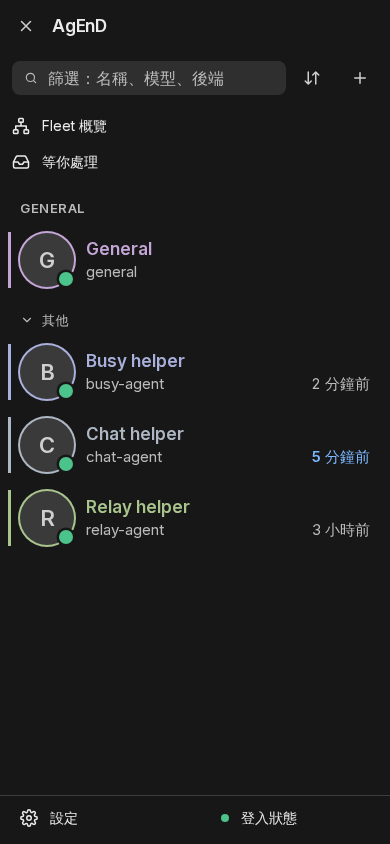 AgEnD
篩選：名稱、模型、後端
Fleet 概覽
等你處理
GENERAL
G
General
general
其他
B
Busy helper
busy-agent
2 分鐘前
C
Chat helper
chat-agent
5 分鐘前
R
Relay helper
relay-agent
3 小時前
設定
登入狀態